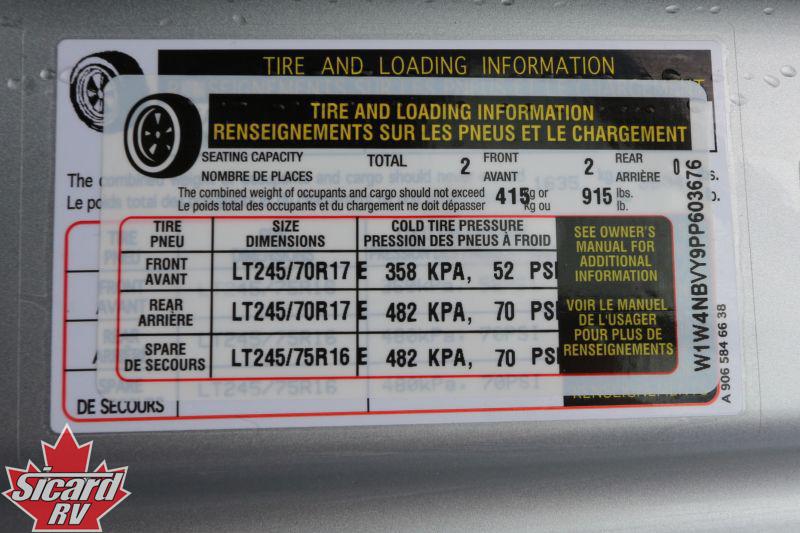 TIRE AND LOADING INFORMATION
TIRE AND LOADING INFORMATION
RENSEIGNEMENTS SUR LES PNEUS ET LE CHARGEMENT
SEATING CAPACITY TOTAL 2 FRONT 2 REAR 0
NOMBRE DE PLACES AVANT ARRIÈRE
The combined weight of occupants and cargo should not exceed 415 kg or 915 lbs.
Le poids total des occupants et du chargement ne doit dépasser kg ou lb.
TIRE SIZE COLD TIRE PRESSURE
PNEU DIMENSIONS PRESSION DES PNEUS À FROID
FRONT LT245/70R17 E 358 KPA, 52 PSI
AVANT
REAR LT245/70R17 E 482 KPA, 70 PSI
ARRIÈRE
SPARE LT245/75R16 E 482 KPA, 70 PSI
DE SECOURS
SEE OWNER'S
MANUAL FOR
ADDITIONAL
INFORMATION
VOIR LE MANUEL
DE L'USAGER
POUR PLUS DE
RENSEIGNEMENTS
W1W4NBVY9PP603676
A 906 584 66 38
LT245/75R16 480kPa, 70PSI
DE SECOURS
Sicard
RV